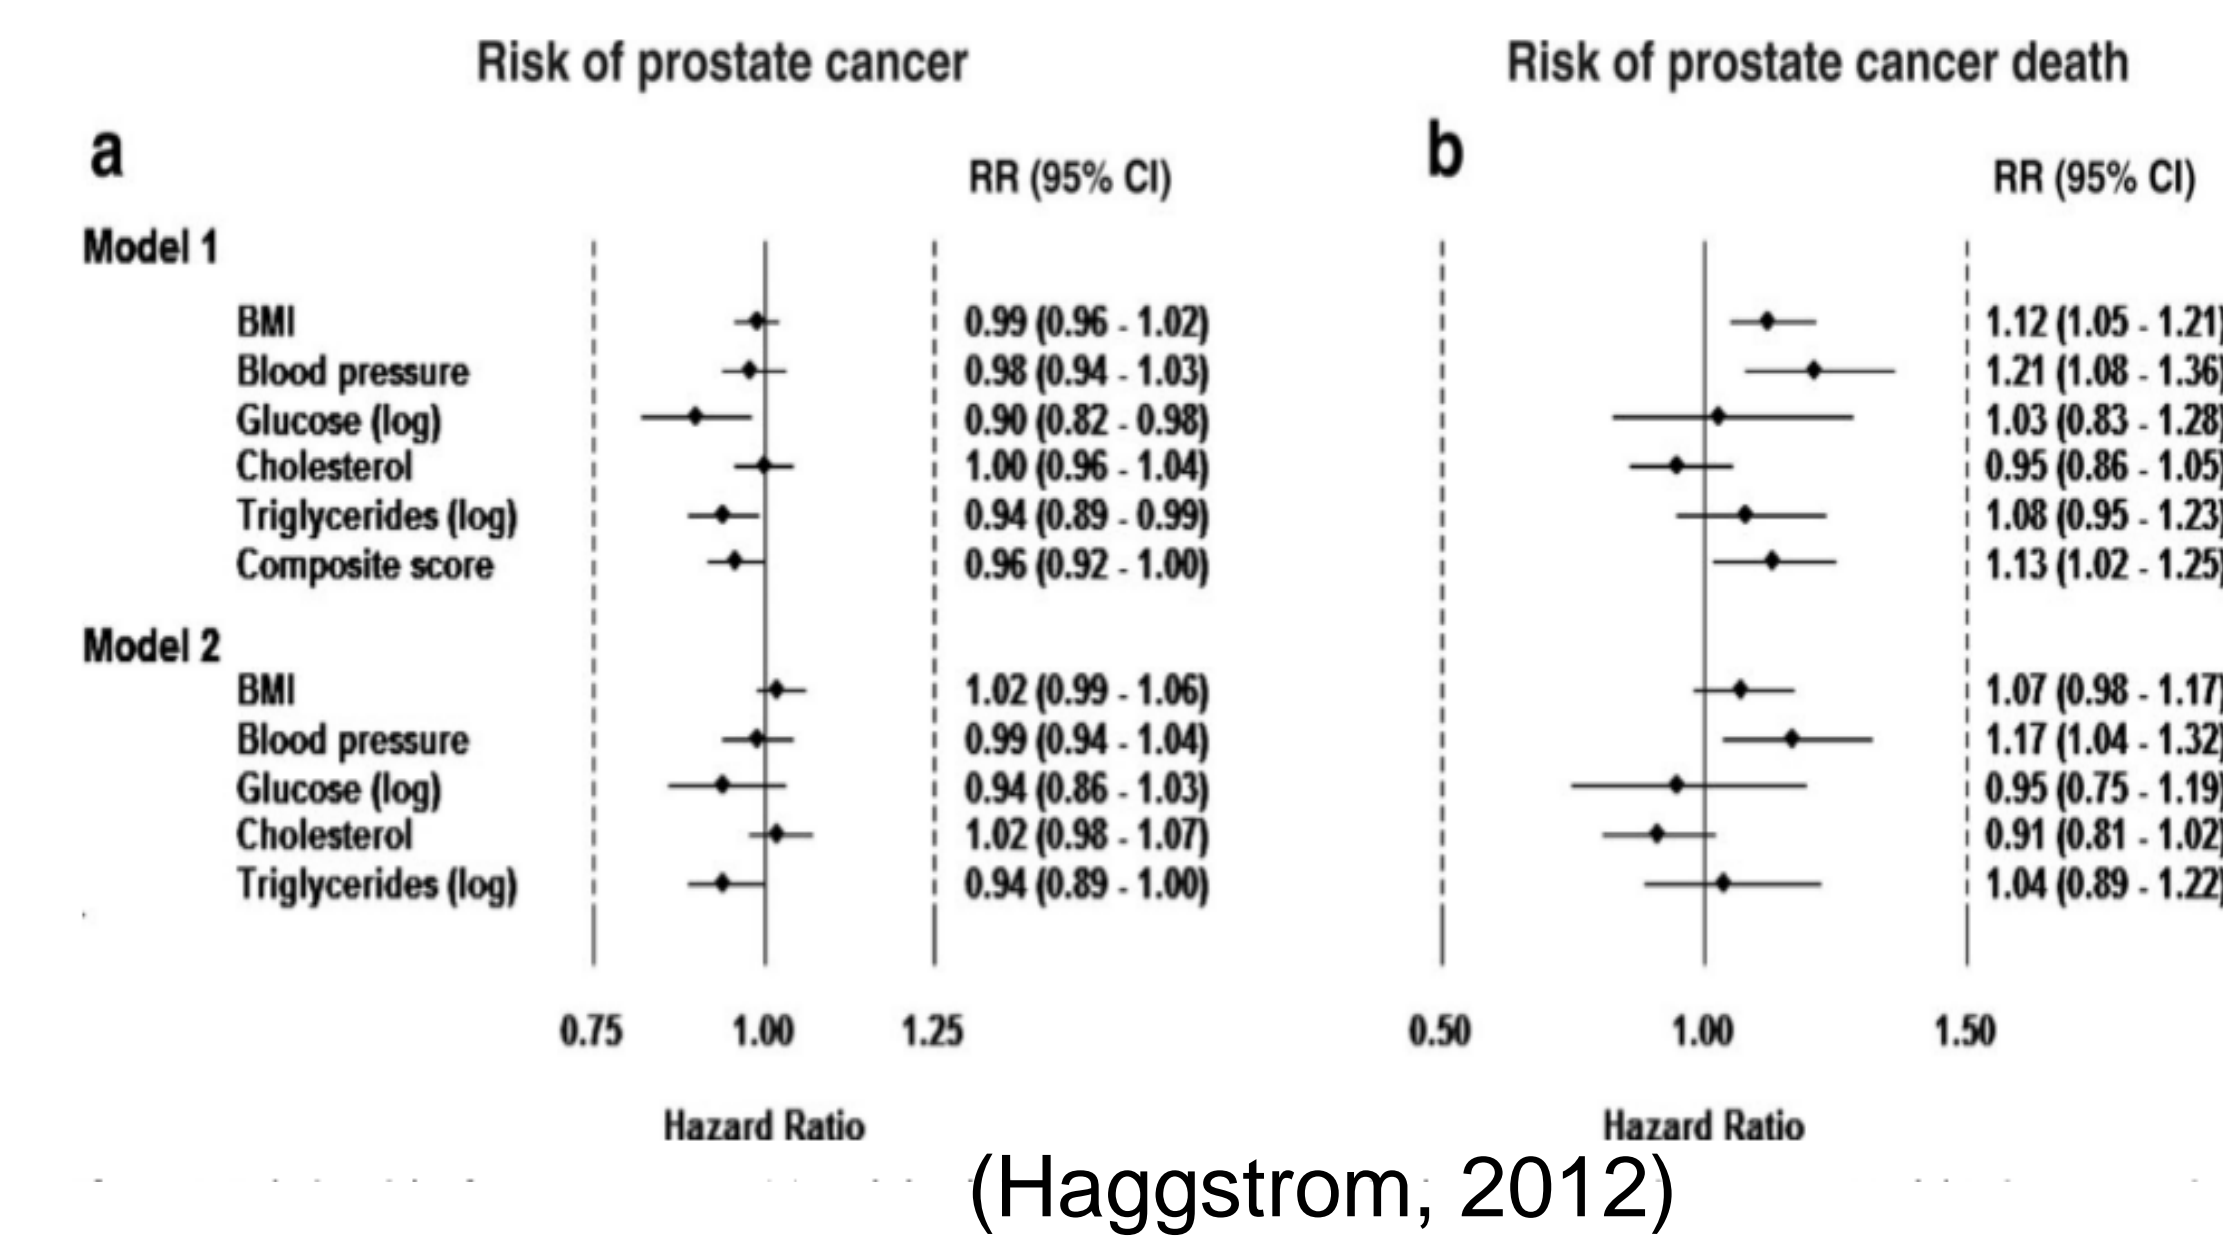 Risk of prostate cancer
Risk of prostate cancer death
a
b
RR (95% CI)
RR (95% CI)
Model 1
BMI 0.99 (0.96 - 1.02) 1.12 (1.05 - 1.21)
Blood pressure 0.98 (0.94 - 1.03) 1.21 (1.08 - 1.36)
Glucose (log) 0.90 (0.82 - 0.98) 1.03 (0.83 - 1.28)
Cholesterol 1.00 (0.96 - 1.04) 0.95 (0.86 - 1.05)
Triglycerides (log) 0.94 (0.89 - 0.99) 1.08 (0.95 - 1.23)
Composite score 0.96 (0.92 - 1.00) 1.13 (1.02 - 1.25)
Model 2
BMI 1.02 (0.99 - 1.06) 1.07 (0.98 - 1.17)
Blood pressure 0.99 (0.94 - 1.04) 1.17 (1.04 - 1.32)
Glucose (log) 0.94 (0.86 - 1.03) 0.95 (0.75 - 1.19)
Cholesterol 1.02 (0.98 - 1.07) 0.91 (0.81 - 1.02)
Triglycerides (log) 0.94 (0.89 - 1.00) 1.04 (0.89 - 1.22)
0.75 1.00 1.25 0.50 1.00 1.50
Hazard Ratio Hazard Ratio
(Haggstrom, 2012)